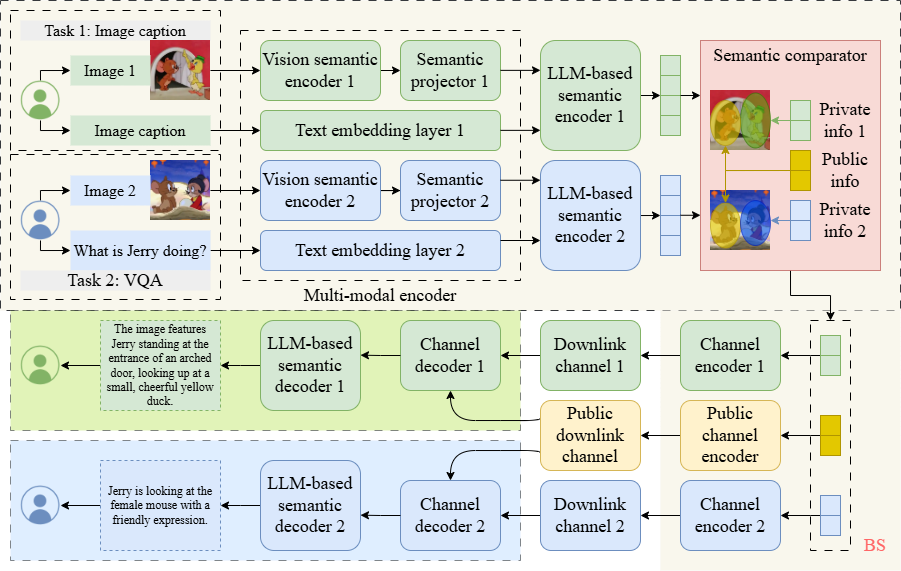 Task 1: Image caption
Image 1
Image caption
Vision semantic
encoder 1
Semantic
projector 1
Text embedding layer 1
LLM-based
semantic
encoder 1
Semantic comparator
Private
info 1
Public
info
Private
info 2
Image 2
What is Jerry doing?
Task 2: VQA
Vision semantic
encoder 2
Semantic
projector 2
Text embedding layer 2
Multi-modal encoder
LLM-based
semantic
encoder 2
The image features
Jerry standing at the
entrance of an arched
door, looking up at a
small, cheerful yellow
duck.
LLM-based
semantic
decoder 1
Channel
decoder 1
Downlink
channel 1
Channel
encoder 1
Public
downlink
channel
Public
channel
encoder
Jerry is looking at the
female mouse with a
friendly expression.
LLM-based
semantic
decoder 2
Channel
decoder 2
Downlink
channel 2
Channel
encoder 2
BS